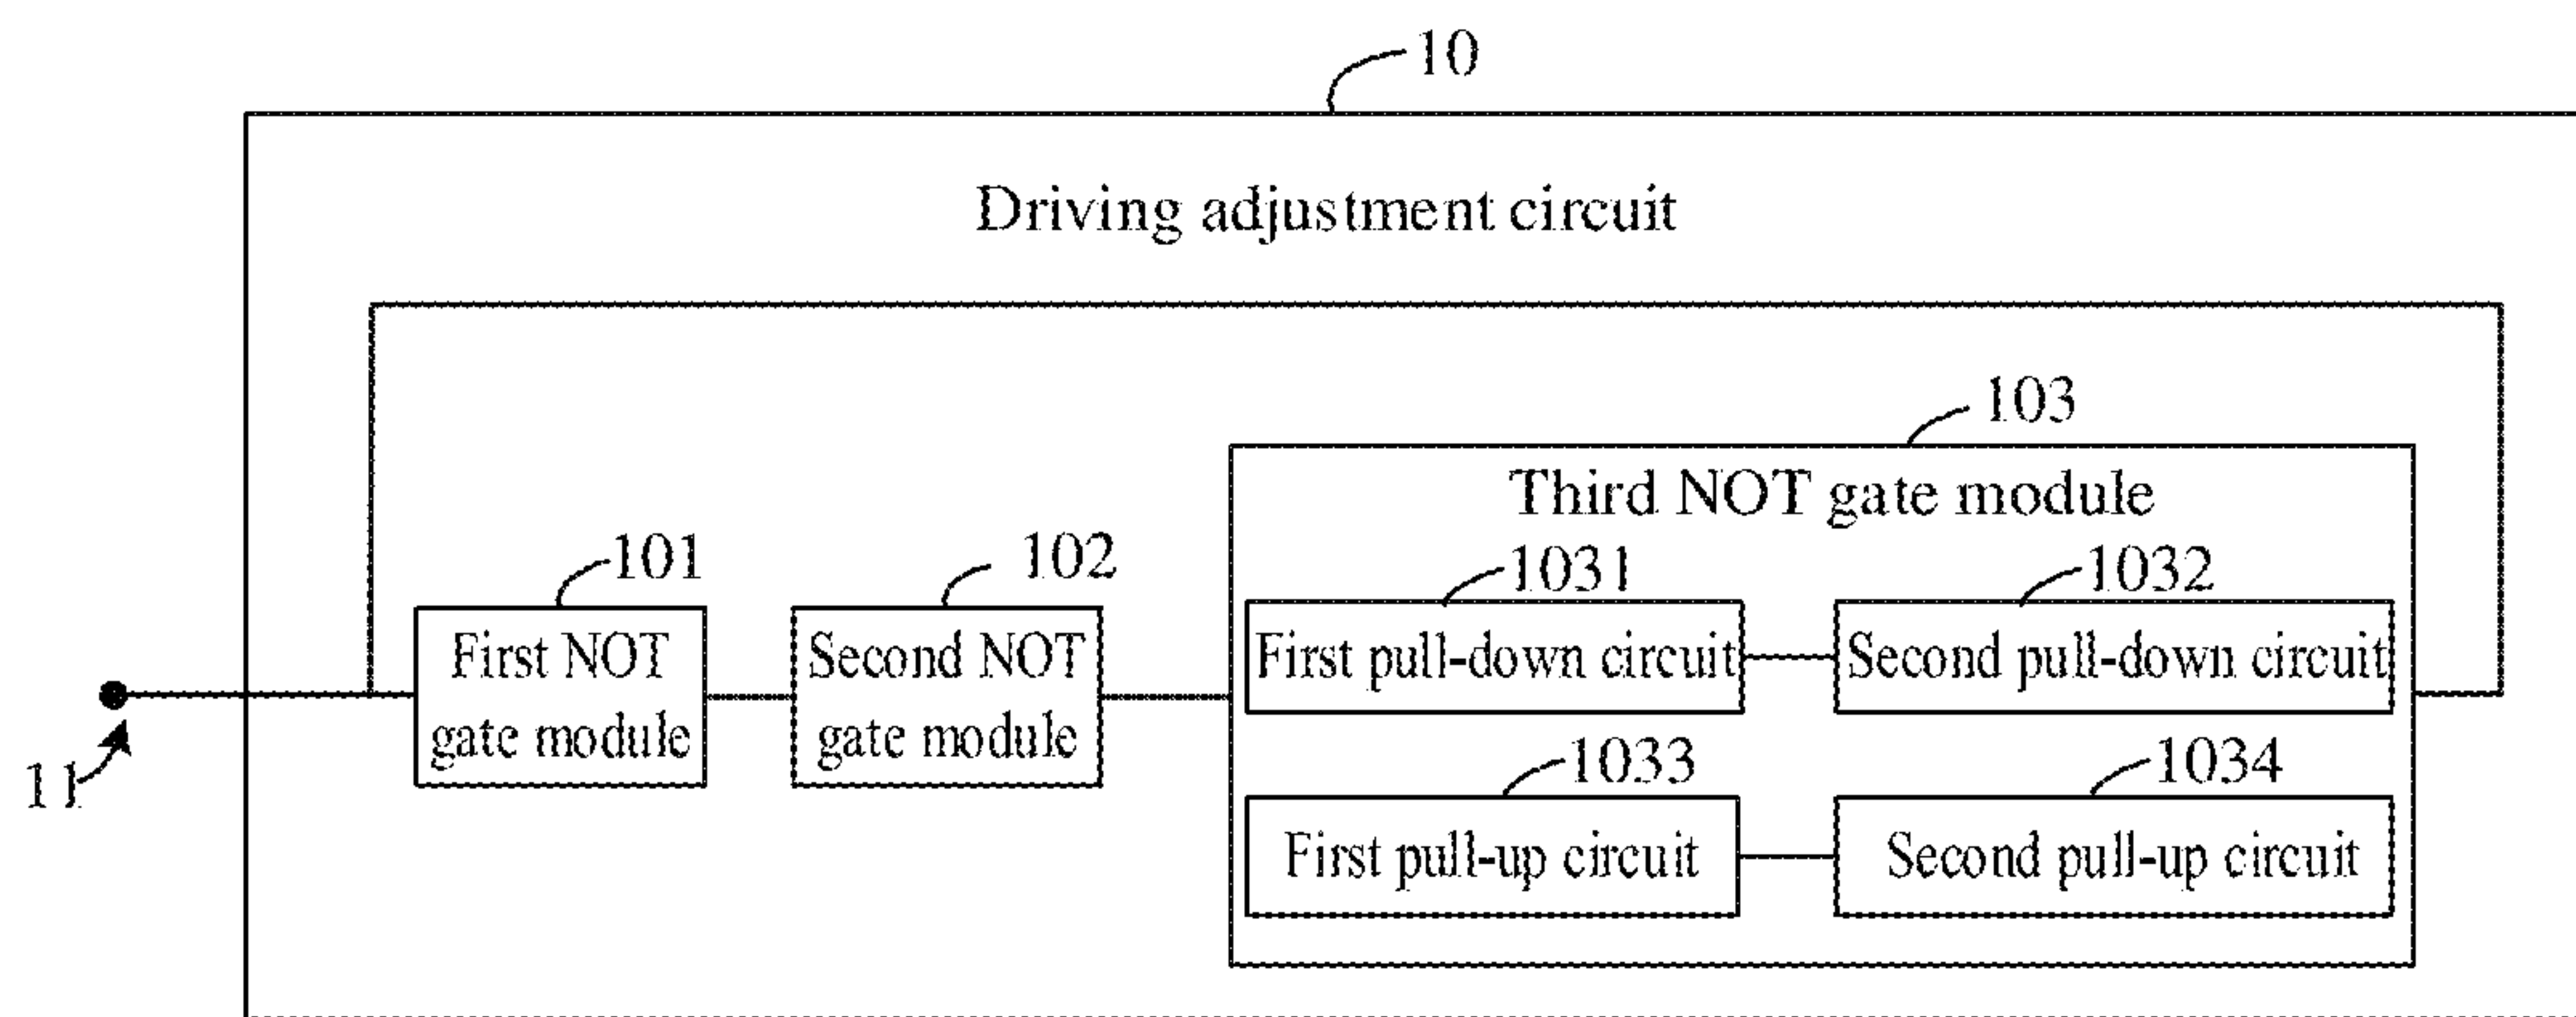 10
Driving adjustment circuit
103
Third NOT gate module
101
102
1031
1032
First NOT
gate module
Second NOT
gate module
First pull-down circuit
Second pull-down circuit
11
1033
1034
First pull-up circuit
Second pull-up circuit